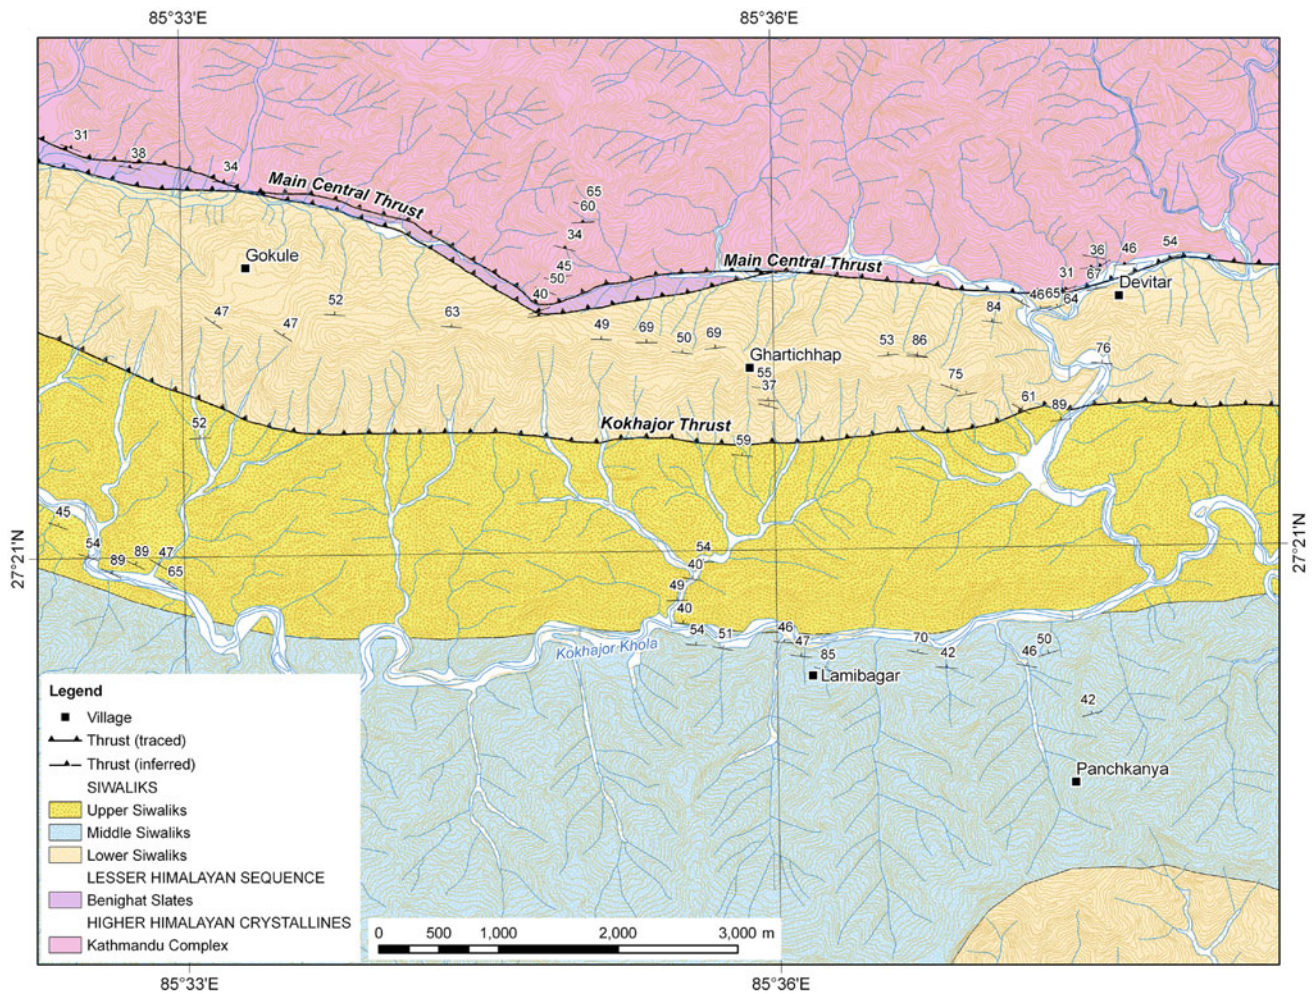 85°33'E
85°36'E
31
38
34
Main Central Thrust
65
60
34
45
50
40
Main Central Thrust
36
46
54
31
67
Devitar
46
65
64
Gokule
47
52
47
63
49
69
50
69
84
53
86
76
Ghartichhap
55
37
75
61
89
Kokhajor Thrust
52
59
45
54
89
89
47
65
27°21'N
27°21'N
54
40
49
40
54
51
46
47
85
70
42
50
46
Kokhajor Khola
Lamibagar
42
Panchkanya
Legend
Village
Thrust (traced)
Thrust (inferred)
SIWALIKS
Upper Siwaliks
Middle Siwaliks
Lower Siwaliks
LESSER HIMALAYAN SEQUENCE
Benighat Slates
HIGHER HIMALAYAN CRYSTALLINES
Kathmandu Complex
0 500 1,000 2,000 3,000 m
85°33'E
85°36'E